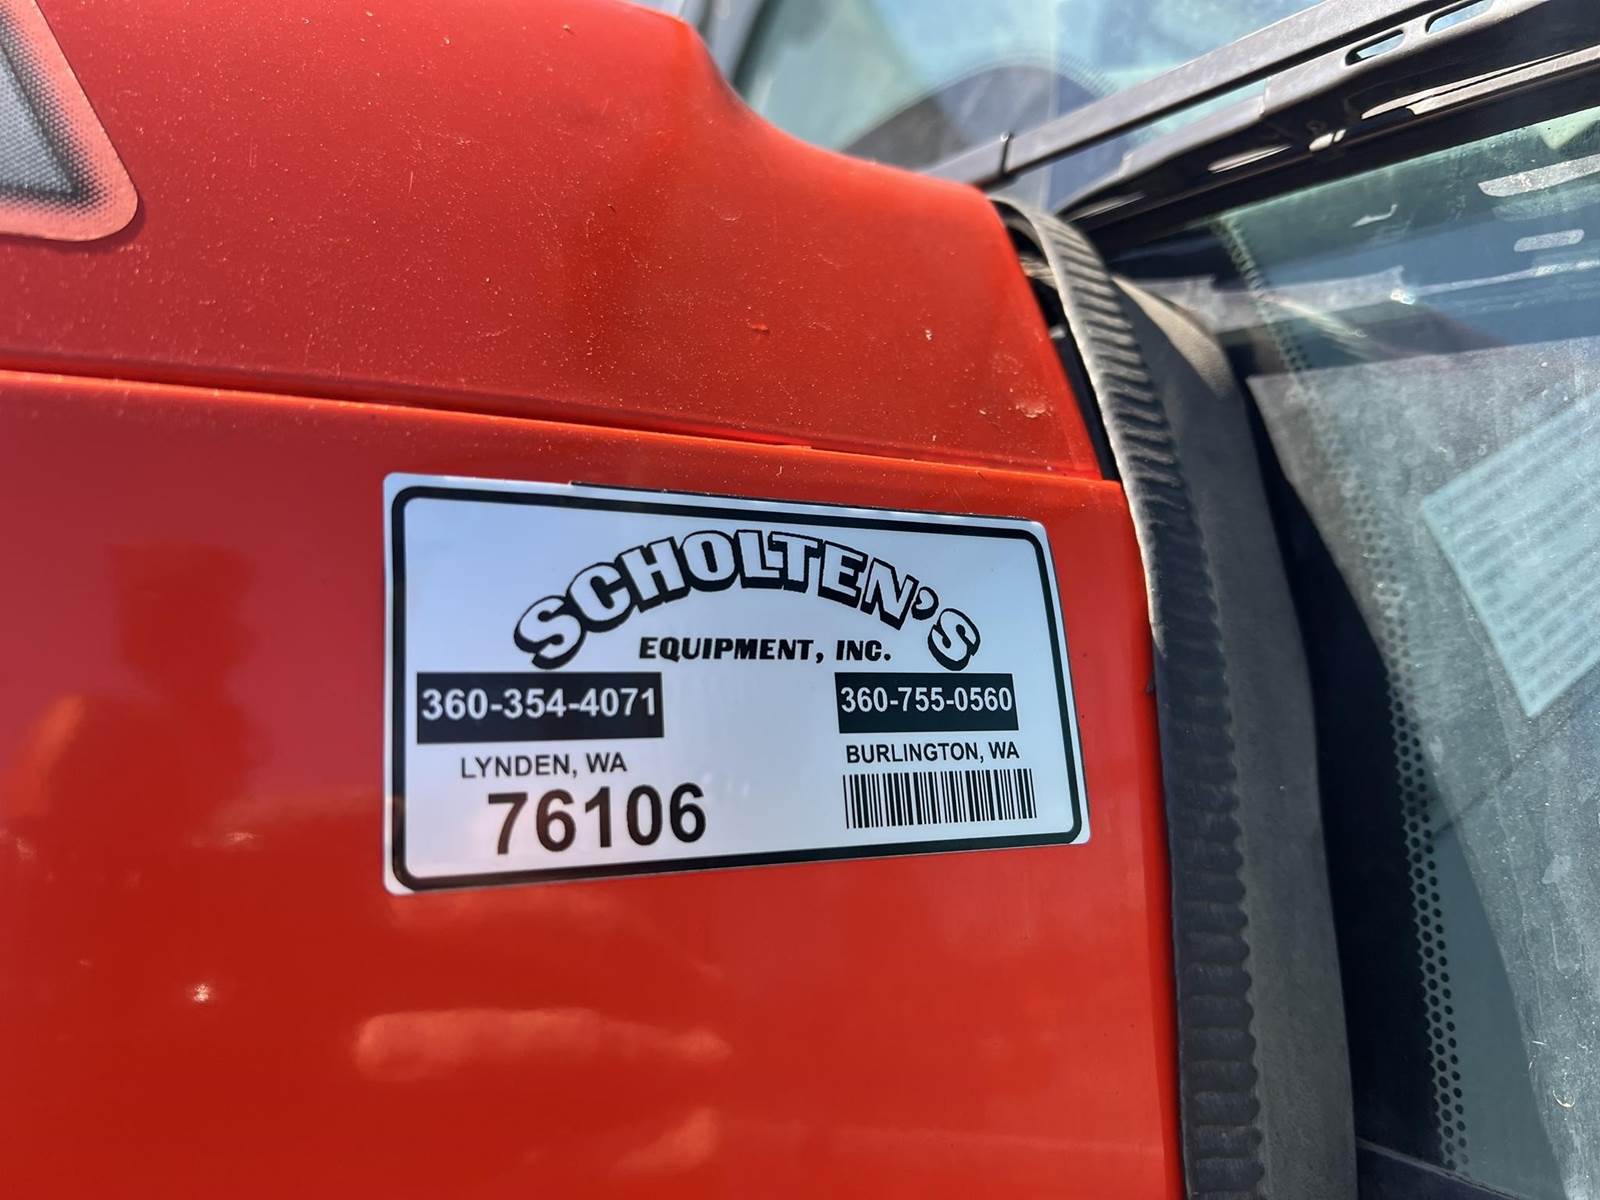 SCHOLTEN'S
EQUIPMENT, INC.
360-354-4071
LYNDEN, WA
76106
360-755-0560
BURLINGTON, WA